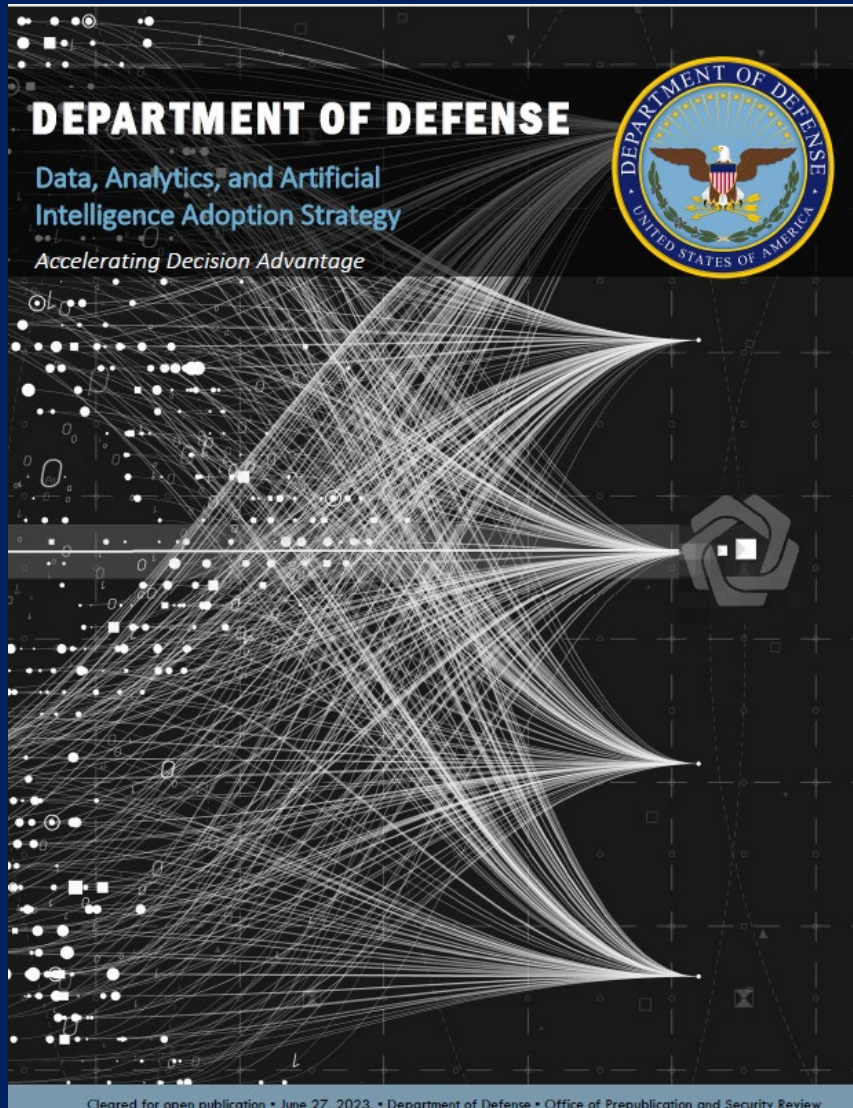 DEPARTMENT OF DEFENSE
Data, Analytics, and Artificial
Intelligence Adoption Strategy
Accelerating Decision Advantage
DEPARTMENT OF DEFENSE
UNITED STATES OF AMERICA
Cleared for open publication • June 27, 2023. • Department of Defense • Office of Prepublication and Security Review